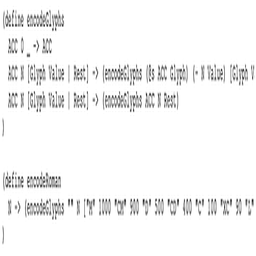 (define encodeGlyphs
  ACC 0 _ -> ACC
  ACC N [Glyph Value | Rest] -> (encodeGlyphs (@s ACC Glyph) (- N Value) [Glyph V
  ACC N [Glyph Value | Rest] -> (encodeGlyphs ACC N Rest)
)
(define encodeRoman
  N -> (encodeGlyphs "" N ["M" 1000 "CM" 900 "D" 500 "CD" 400 "C" 100 "XC" 90 "L"
)